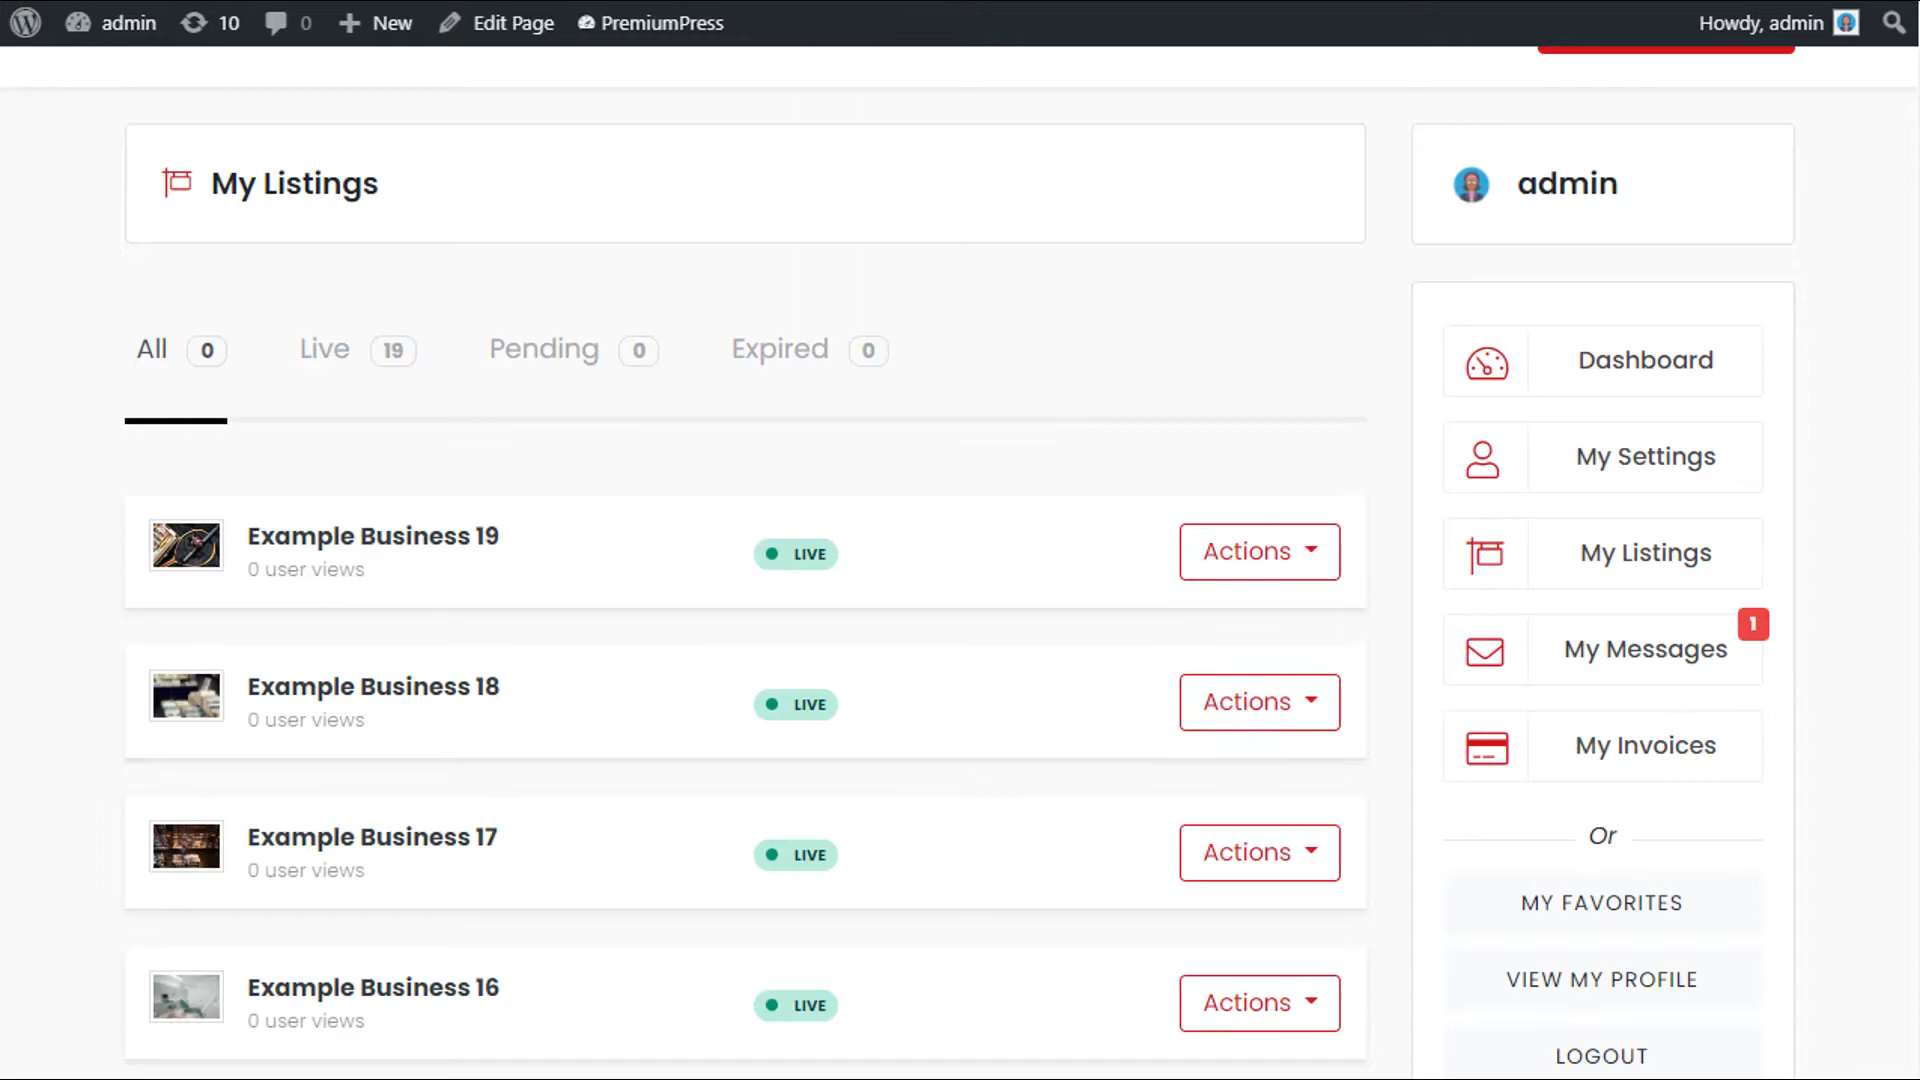 admin 10 0 New Edit Page PremiumPress Howdy, admin
My Listings
admin
All 0 Live 19 Pending 0 Expired 0
Example Business 19
0 user views
LIVE
Actions
Example Business 18
0 user views
LIVE
Actions
Example Business 17
0 user views
LIVE
Actions
Example Business 16
0 user views
LIVE
Actions
Dashboard
My Settings
My Listings
My Messages 1
My Invoices
Or
MY FAVORITES
VIEW MY PROFILE
LOGOUT